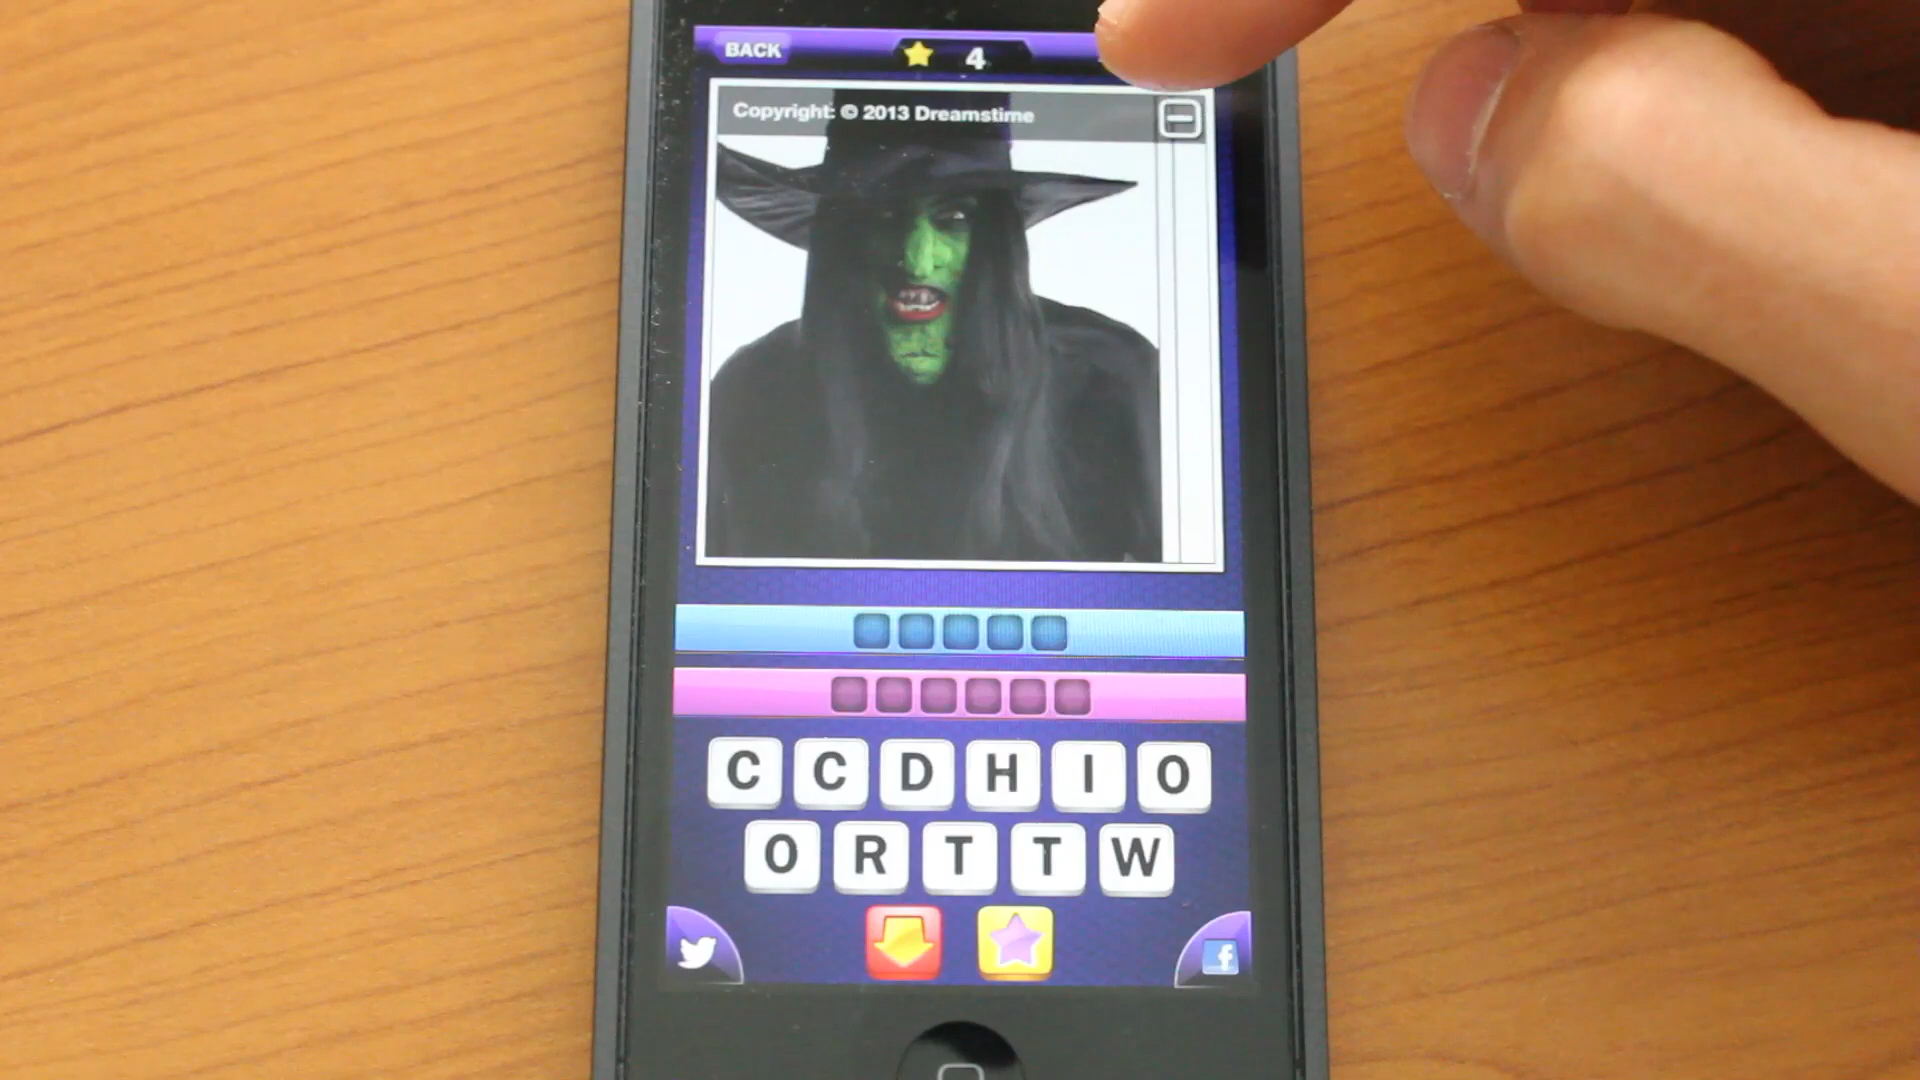 BACK
4
Copyright: © 2013 Dreamstime
C C D H I O
O R T T W
f